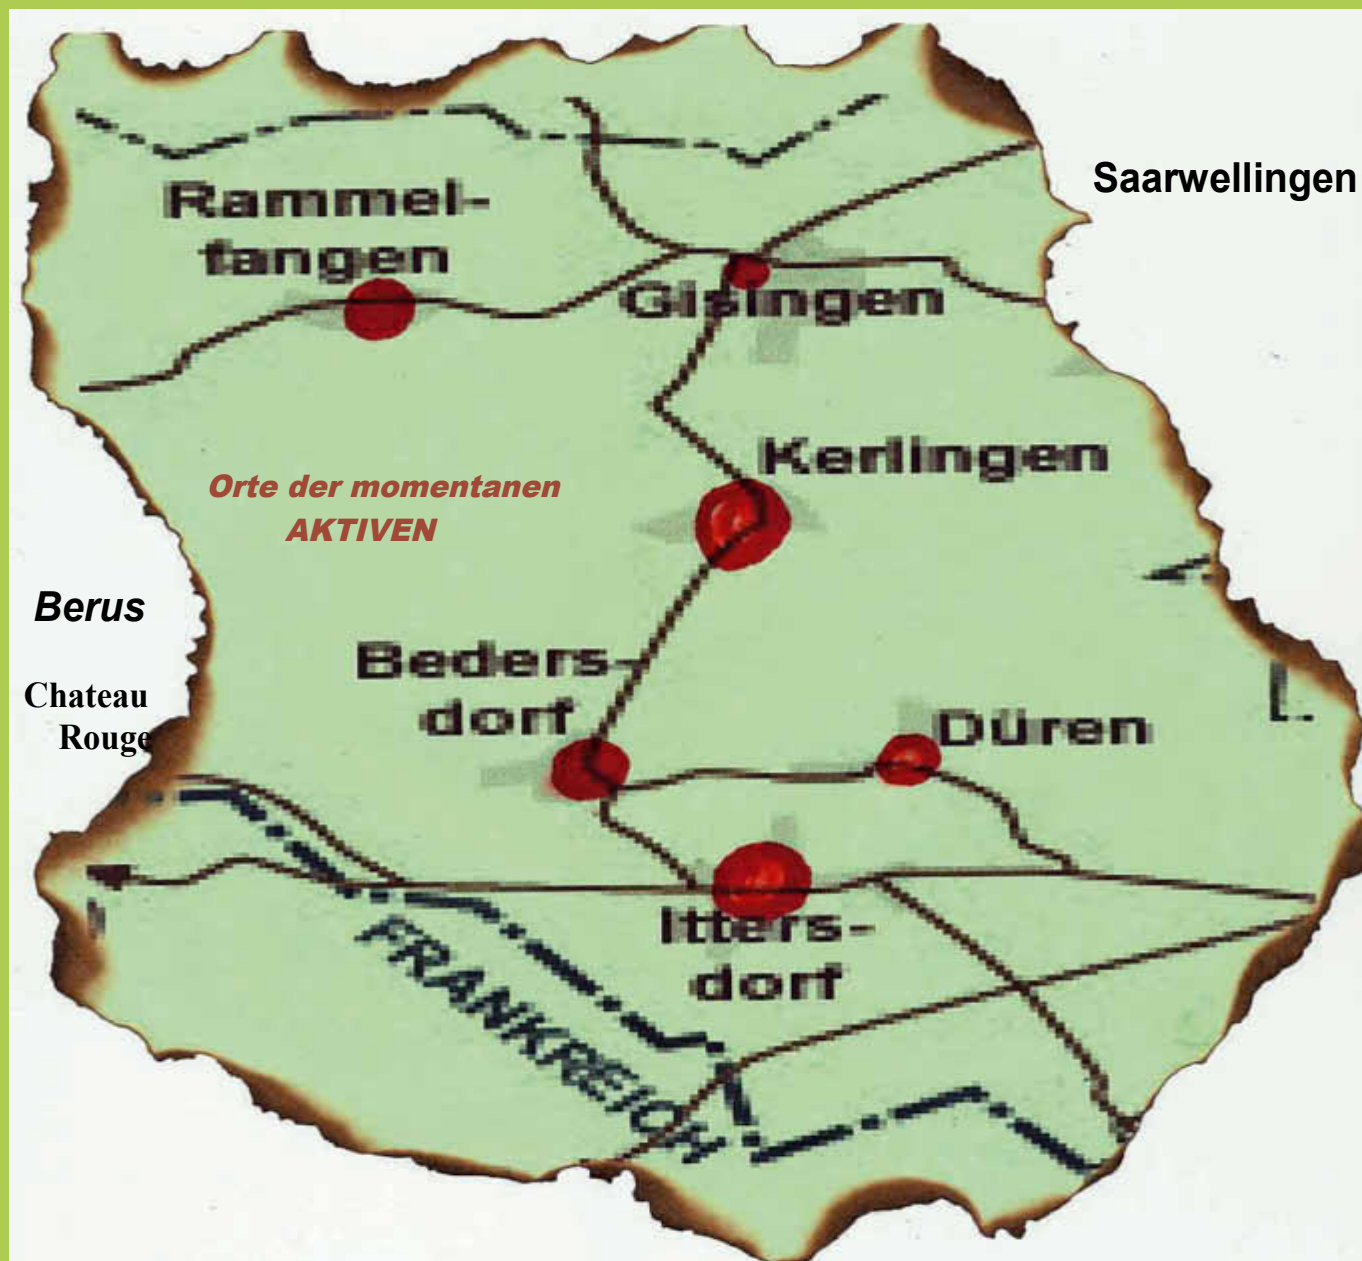 Saarwellingen
Rammel-
fangen
Gisingen
Kerlingen
Orte der momentanen
AKTIVEN
Berus
Chateau
Rouge
Beders-
dorf
Düren
Itters-
dorf
FRANKREICH